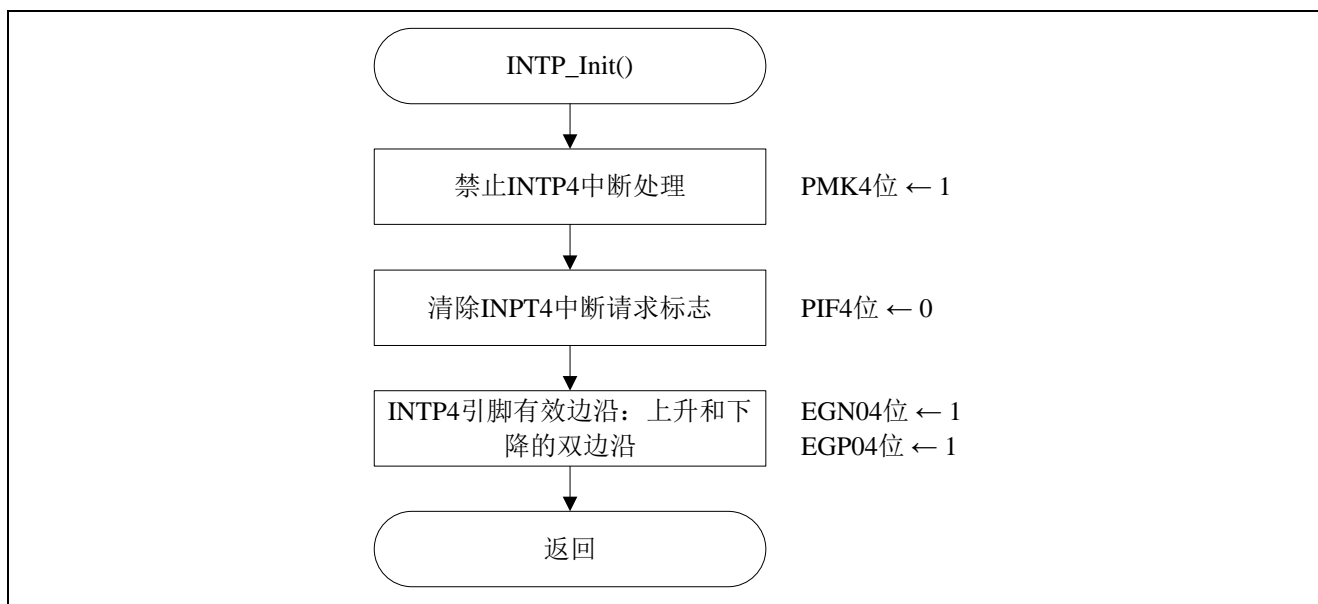 INTP_Init()
禁止INTP4中断处理
PMK4位 ← 1
清除INPT4中断请求标志
PIF4位 ← 0
INTP4引脚有效边沿：上升和下
降的双边沿
EGN04位 ← 1
EGP04位 ← 1
返回